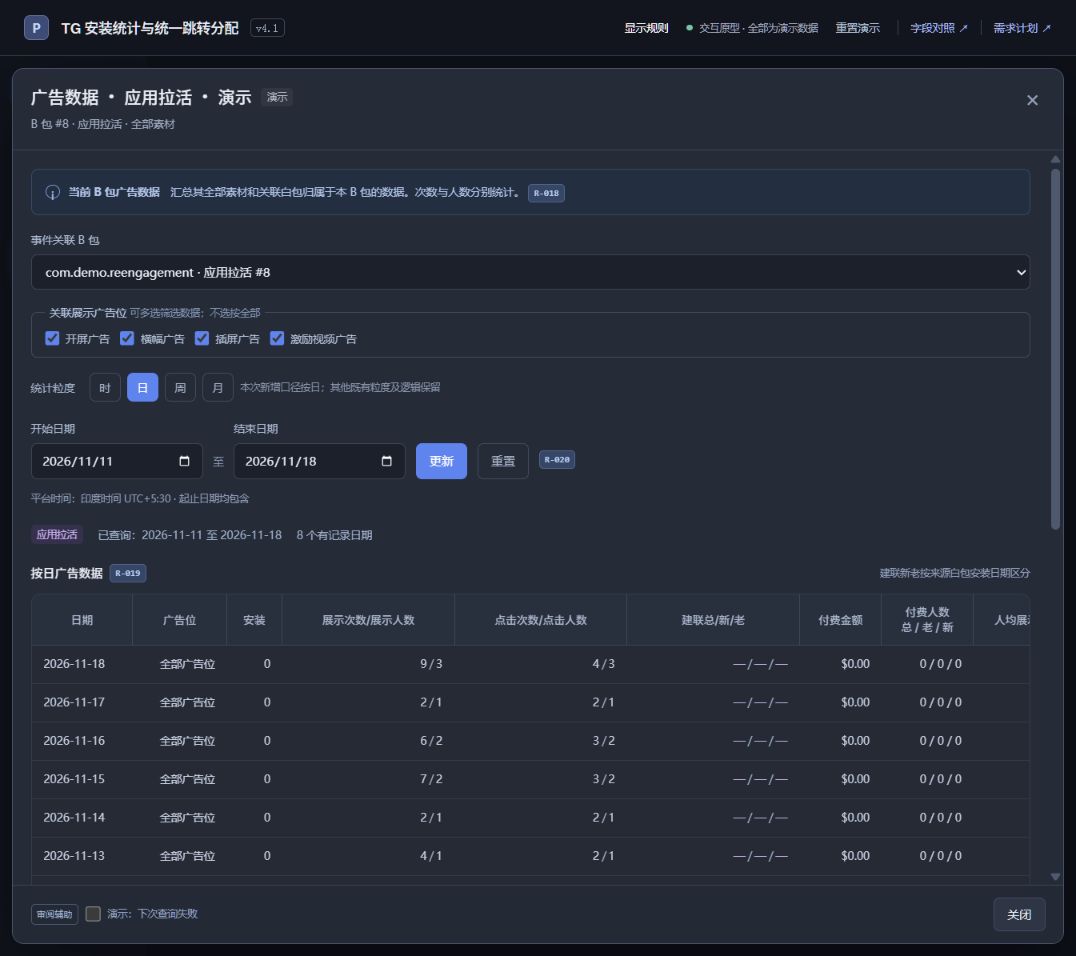 P TG 安装统计与统一跳转分配 v4.1 显示规则 交互原型 · 全部为演示数据 重置演示 字段对照 ↗ 需求计划 ↗
广告数据 · 应用拉活 · 演示 演示
B 包 #8 · 应用拉活 · 全部素材
当前 B 包广告数据 汇总其全部素材和关联白包归属于本 B 包的数据。次数与人数分别统计。 R-018
事件关联 B 包
com.demo.reengagement · 应用拉活 #8
关联展示广告位 可多选筛选数据；不选按全部
开屏广告 横幅广告 插屏广告 激励视频广告
统计粒度 时 日 周 月 本次新增口径按日；其他既有粒度及逻辑保留
开始日期 结束日期
2026/11/11 至 2026/11/18 更新 重置 R-020
平台时间：印度时间 UTC+5:30 · 起止日期均包含
应用拉活 已查询：2026-11-11 至 2026-11-18 8 个有记录日期
按日广告数据 R-019 建联新老按来源白包安装日期区分
日期 广告位 安装 展示次数/展示人数 点击次数/点击人数 建联总/新/老 付费金额 付费人数 总 / 老 / 新 人均展
2026-11-18 全部广告位 0 9 / 3 4 / 3 —/—/— $0.00 0 / 0 / 0
2026-11-17 全部广告位 0 2 / 1 2 / 1 —/—/— $0.00 0 / 0 / 0
2026-11-16 全部广告位 0 6 / 2 3 / 2 —/—/— $0.00 0 / 0 / 0
2026-11-15 全部广告位 0 7 / 2 3 / 2 —/—/— $0.00 0 / 0 / 0
2026-11-14 全部广告位 0 2 / 1 2 / 1 —/—/— $0.00 0 / 0 / 0
2026-11-13 全部广告位 0 4 / 1 2 / 1 —/—/— $0.00 0 / 0 / 0
审阅辅助 演示：下次查询失败 关闭